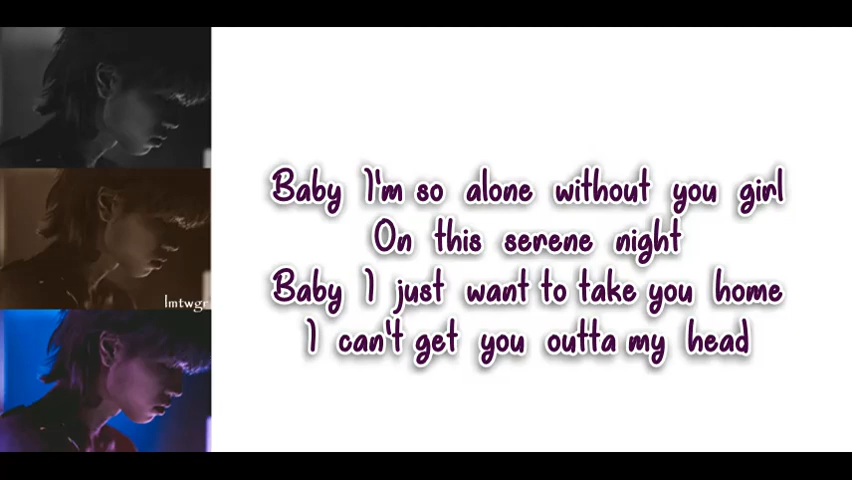 Baby I'm so alone without you girl
On this serene night
Baby I just want to take you home
I can't get you outta my head
lmtwgr